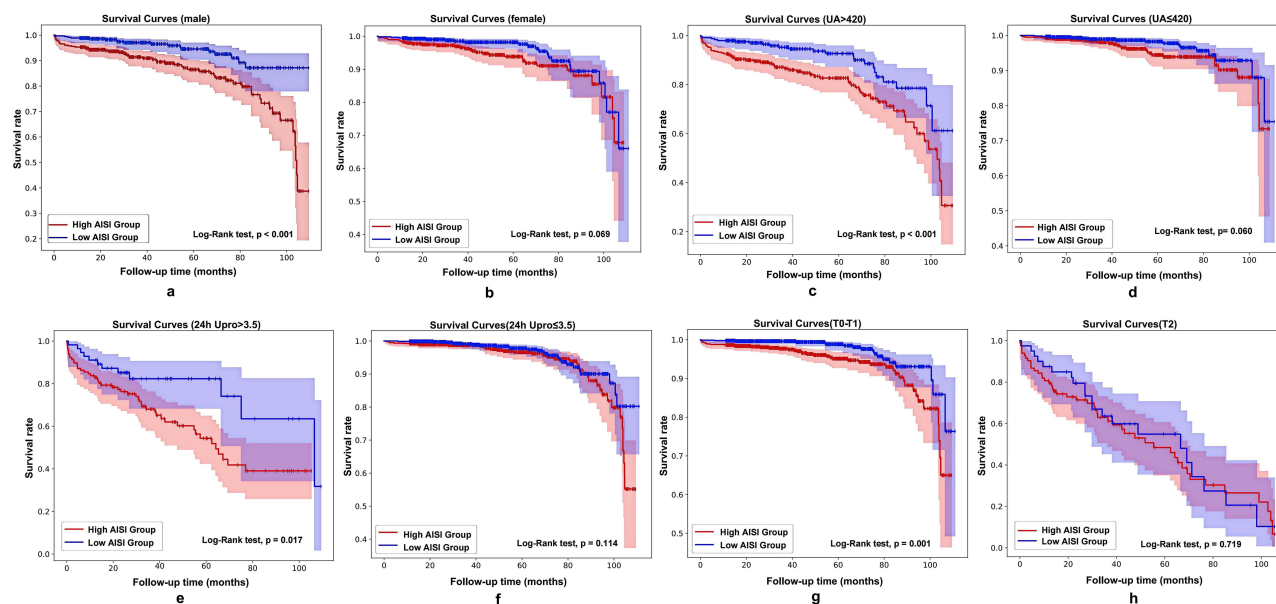 Survival Curves (male)
1.0
0.9
0.8
0.7
0.6
0.5
0.4
0.3
0.2
Survival rate
High AISI Group
Low AISI Group
Log-Rank test, p < 0.001
0 20 40 60 80 100
Follow-up time (months)
a
Survival Curves (female)
1.0
0.9
0.8
0.7
0.6
0.5
0.4
Survival rate
High AISI Group
Low AISI Group
Log-Rank test, p = 0.069
0 20 40 60 80 100
Follow-up time (months)
b
Survival Curves (UA>420)
1.0
0.8
0.6
0.4
0.2
Survival rate
High AISI Group
Low AISI Group
Log-Rank test, p <0.001
0 20 40 60 80 100
Follow-up time (months)
c
Survival Curves (UA≤420)
1.0
0.9
0.8
0.7
0.6
0.5
0.4
Survival rate
High AISI Group
Low AISI Group
Log-Rank test, p= 0.060
0 20 40 60 80 100
Follow-up time (months)
d
Survival Curves (24h Upro>3.5)
1.0
0.8
0.6
0.4
0.2
0.0
Survival rate
High AISI Group
Low AISI Group
Log-Rank test, p = 0.017
0 20 40 60 80 100
Follow-up time (months)
e
Survival Curves(24h Upro≤3.5)
1.0
0.9
0.8
0.7
0.6
0.5
0.4
Survival rate
High AISI Group
Low AISI Group
Log-Rank test, p = 0.114
0 20 40 60 80 100
Follow-up time (months)
f
Survival Curves(T0-T1)
1.0
0.9
0.8
0.7
0.6
0.5
Survival rate
High AISI Group
Low AISI Group
Log-Rank test, p = 0.001
0 20 40 60 80 100
Follow-up time (months)
g
Survival Curves(T2)
1.0
0.8
0.6
0.4
0.2
0.0
Survival rate
High AISI Group
Low AISI Group
Log-Rank test, p = 0.719
0 20 40 60 80 100
Follow-up time (months)
h